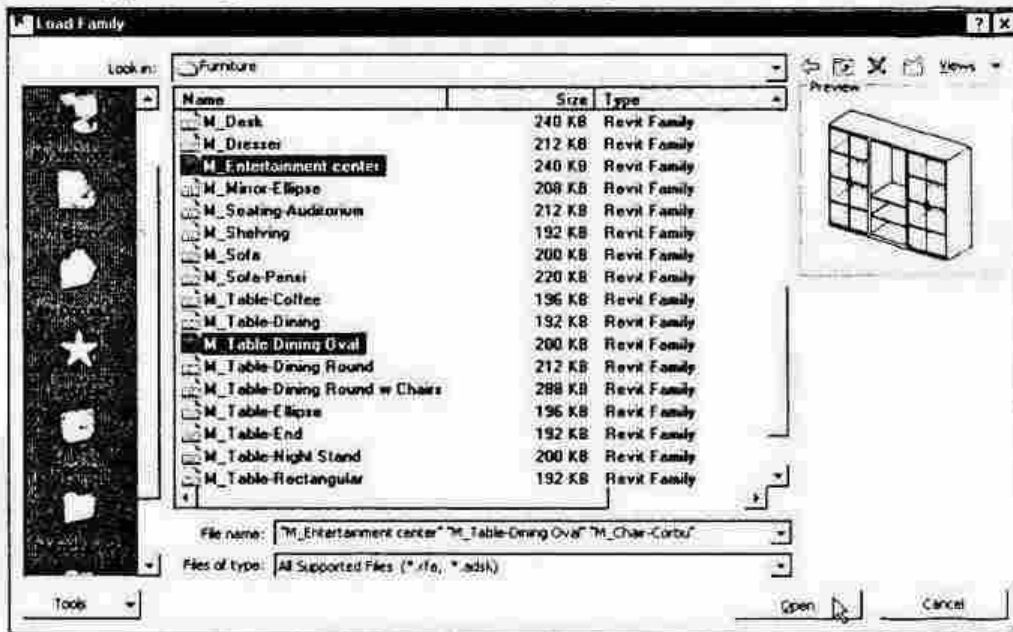 Load Family
Look in: Furniture
Views
Preview
Name Size Type
M_Desk 240 KB Revit Family
M_Dresser 212 KB Revit Family
M_Entertainment center 240 KB Revit Family
M_Mirror-Ellipse 208 KB Revit Family
M_Seating-Auditorium 212 KB Revit Family
M_Shelving 192 KB Revit Family
M_Sofa 200 KB Revit Family
M_Sofa-Pensi 220 KB Revit Family
M_Table-Coffee 196 KB Revit Family
M_Table-Dining 192 KB Revit Family
M_Table-Dining Oval 200 KB Revit Family
M_Table-Dining Round 212 KB Revit Family
M_Table-Dining Round w Chairs 288 KB Revit Family
M_Table-Ellipse 196 KB Revit Family
M_Table-End 192 KB Revit Family
M_Table-Night Stand 200 KB Revit Family
M_Table-Rectangular 192 KB Revit Family
File name: "M_Entertainment center" "M_Table-Dining Oval" "M_Chair-Corbu"
Files of type: All Supported Files (*.rfa, *.adsk)
Tools Open Cancel